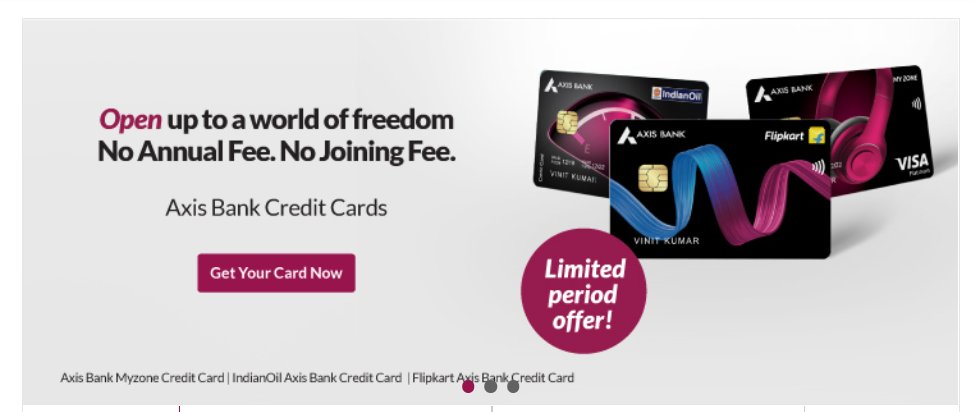 Open up to a world of freedom
No Annual Fee. No Joining Fee.
Axis Bank Credit Cards
Get Your Card Now
AXIS BANK
IndianOil
VINIT KUMAR
AXIS BANK
MY ZONE
VISA
Platinum
AXIS BANK
Flipkart
VINIT KUMAR
Limited
period
offer!
Axis Bank Myzone Credit Card | IndianOil Axis Bank Credit Card | Flipkart Axis Bank Credit Card